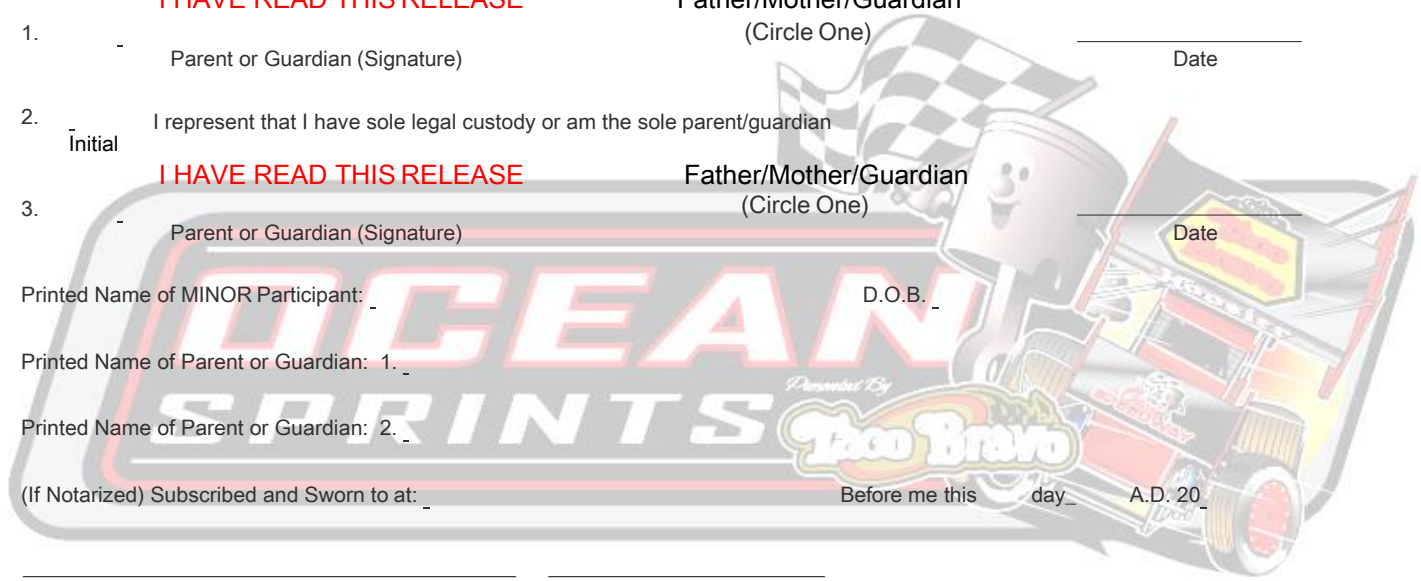 I HAVE READ THIS RELEASE Father/Mother/Guardian
1. _ (Circle One) ____________________
Parent or Guardian (Signature) Date
2. _ I represent that I have sole legal custody or am the sole parent/guardian
Initial
I HAVE READ THIS RELEASE Father/Mother/Guardian
3. _ (Circle One) ____________________
Parent or Guardian (Signature) Date
OCEAN
Printed Name of MINOR Participant: _ D.O.B. _
Printed Name of Parent or Guardian: 1. _
Presented By
SPRINTS
Taco Bravo
Printed Name of Parent or Guardian: 2. _
(If Notarized) Subscribed and Sworn to at: _ Before me this day_ A.D. 20_